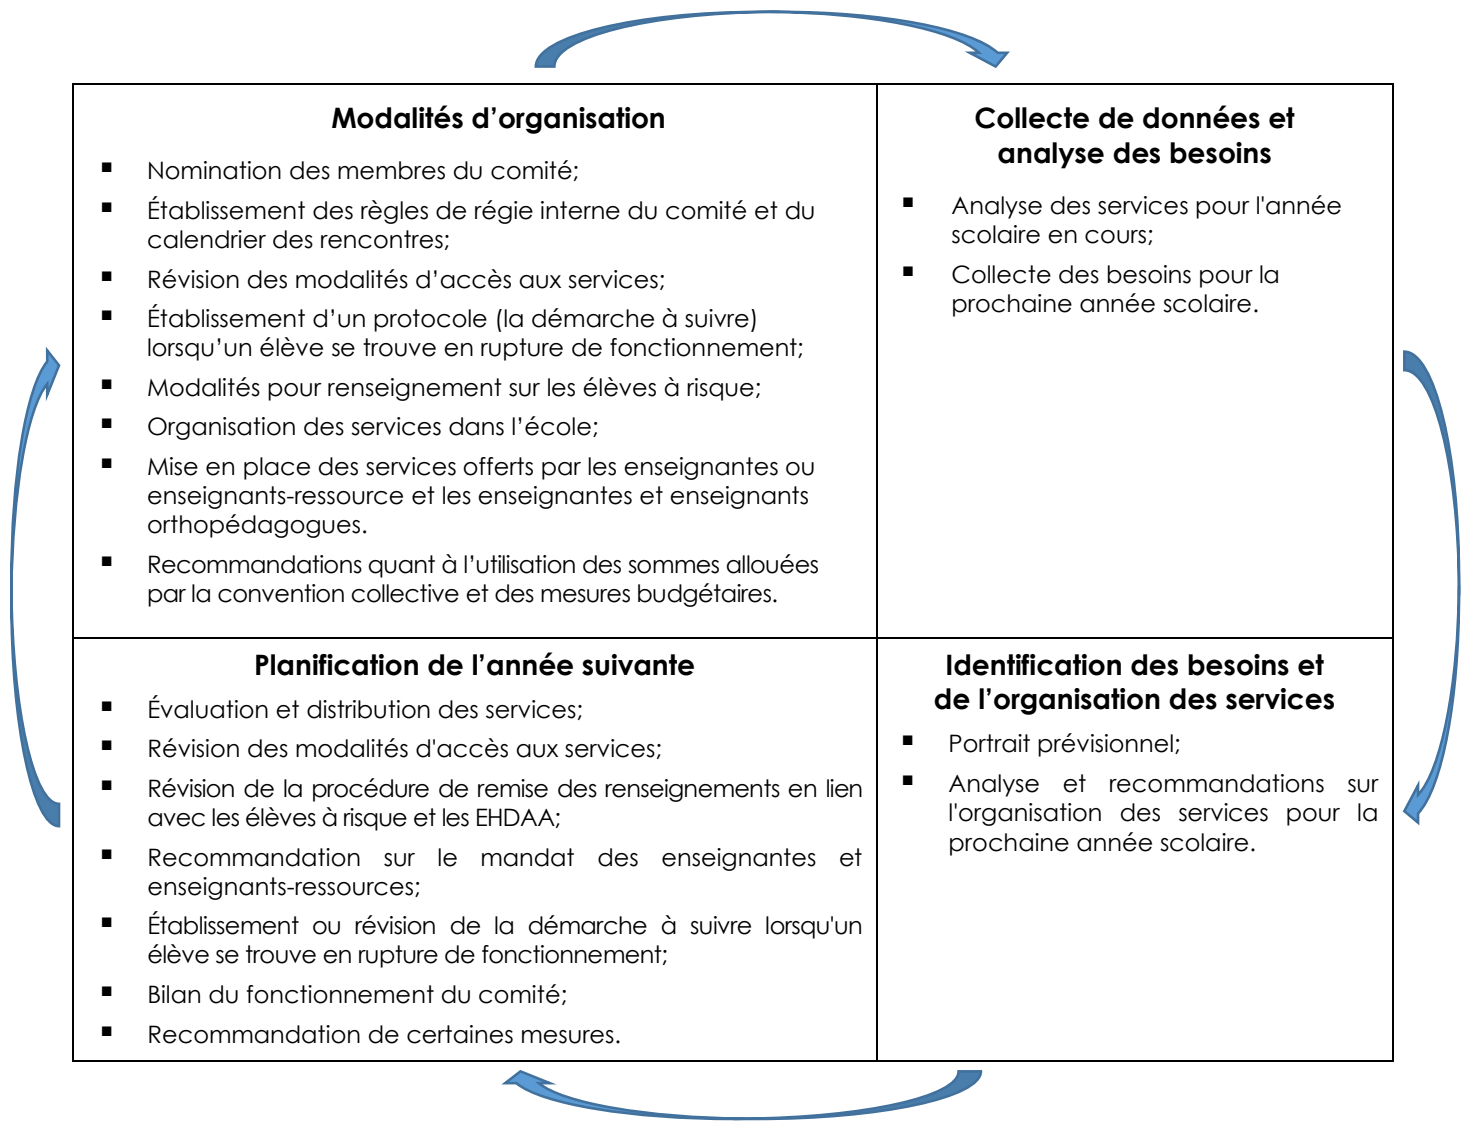 Modalités d’organisation
▪ Nomination des membres du comité;
▪ Établissement des règles de régie interne du comité et du
calendrier des rencontres;
▪ Révision des modalités d’accès aux services;
▪ Établissement d’un protocole (la démarche à suivre)
lorsqu’un élève se trouve en rupture de fonctionnement;
▪ Modalités pour renseignement sur les élèves à risque;
▪ Organisation des services dans l’école;
▪ Mise en place des services offerts par les enseignantes ou
enseignants-ressource et les enseignantes et enseignants
orthopédagogues.
▪ Recommandations quant à l’utilisation des sommes allouées
par la convention collective et des mesures budgétaires.
Collecte de données et
analyse des besoins
▪ Analyse des services pour l'année
scolaire en cours;
▪ Collecte des besoins pour la
prochaine année scolaire.
Planification de l’année suivante
▪ Évaluation et distribution des services;
▪ Révision des modalités d'accès aux services;
▪ Révision de la procédure de remise des renseignements en lien
avec les élèves à risque et les EHDAA;
▪ Recommandation sur le mandat des enseignantes et
enseignants-ressources;
▪ Établissement ou révision de la démarche à suivre lorsqu'un
élève se trouve en rupture de fonctionnement;
▪ Bilan du fonctionnement du comité;
▪ Recommandation de certaines mesures.
Identification des besoins et
de l’organisation des services
▪ Portrait prévisionnel;
▪ Analyse et recommandations sur
l'organisation des services pour la
prochaine année scolaire.